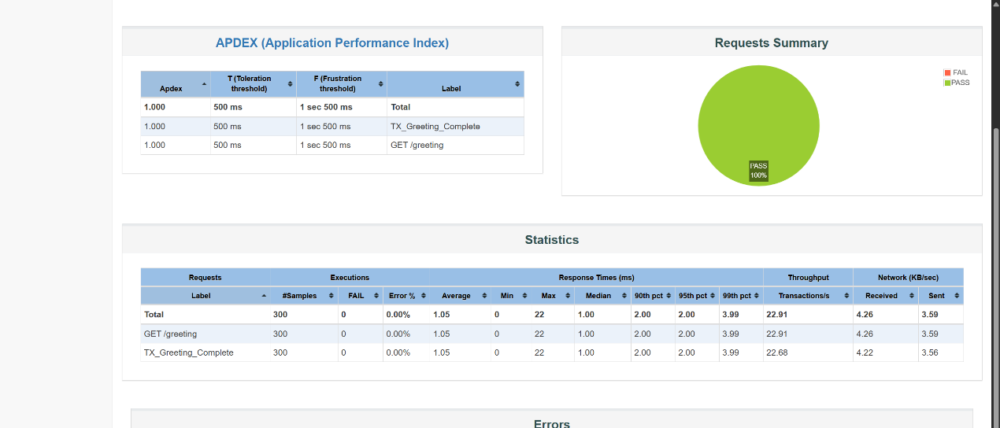 APDEX (Application Performance Index)
Apdex T (Toleration threshold) F (Frustration threshold) Label
1.000 500 ms 1 sec 500 ms Total
1.000 500 ms 1 sec 500 ms TX_Greeting_Complete
1.000 500 ms 1 sec 500 ms GET /greeting
Requests Summary
FAIL
PASS
PASS
100%
Statistics
Requests Executions Response Times (ms) Throughput Network (KB/sec)
Label #Samples FAIL Error % Average Min Max Median 90th pct 95th pct 99th pct Transactions/s Received Sent
Total 300 0 0.00% 1.05 0 22 1.00 2.00 2.00 3.99 22.91 4.26 3.59
GET /greeting 300 0 0.00% 1.05 0 22 1.00 2.00 2.00 3.99 22.91 4.26 3.59
TX_Greeting_Complete 300 0 0.00% 1.05 0 22 1.00 2.00 2.00 3.99 22.68 4.22 3.56
Errors